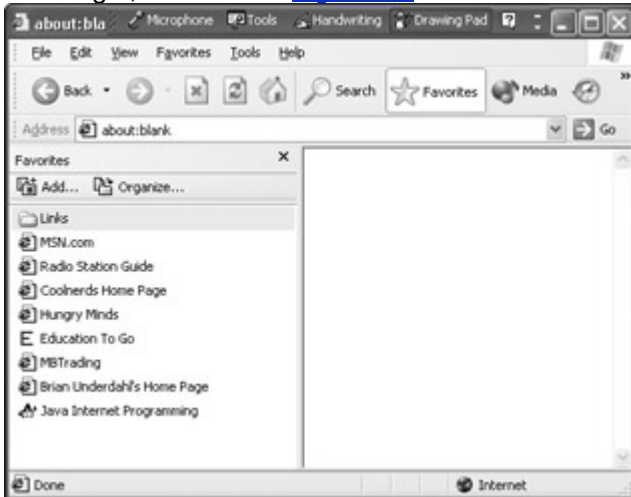 about:bla Microphone Tools Handwriting Drawing Pad
File Edit View Favorites Tools Help
Back Search Favorites Media »
Address about:blank Go
Favorites ×
Add... Organize...
Links
MSN.com
Radio Station Guide
Coolnerds Home Page
Hungry Minds
E Education To Go
MBTrading
Brian Underdahl's Home Page
Java Internet Programming
Done Internet